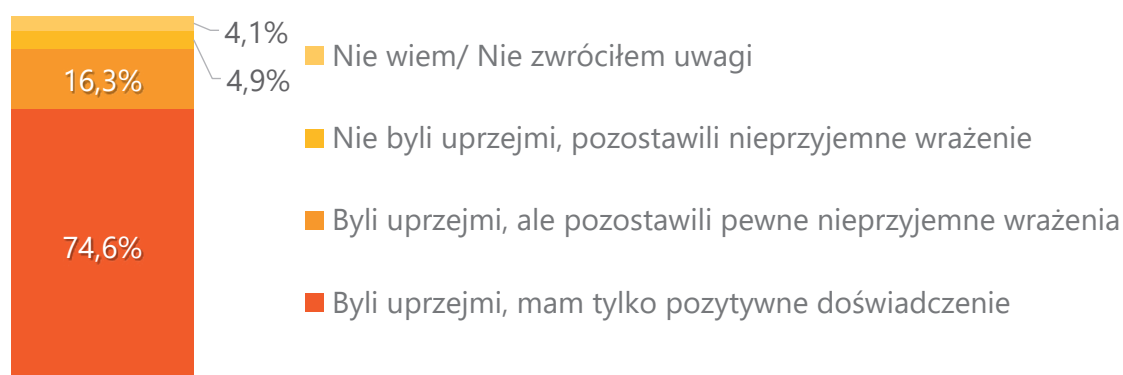 4,1%
4,9%
16,3%
74,6%
Nie wiem/ Nie zwróciłem uwagi
Nie byli uprzejmi, pozostawili nieprzyjemne wrażenie
Byli uprzejmi, ale pozostawili pewne nieprzyjemne wrażenia
Byli uprzejmi, mam tylko pozytywne doświadczenie